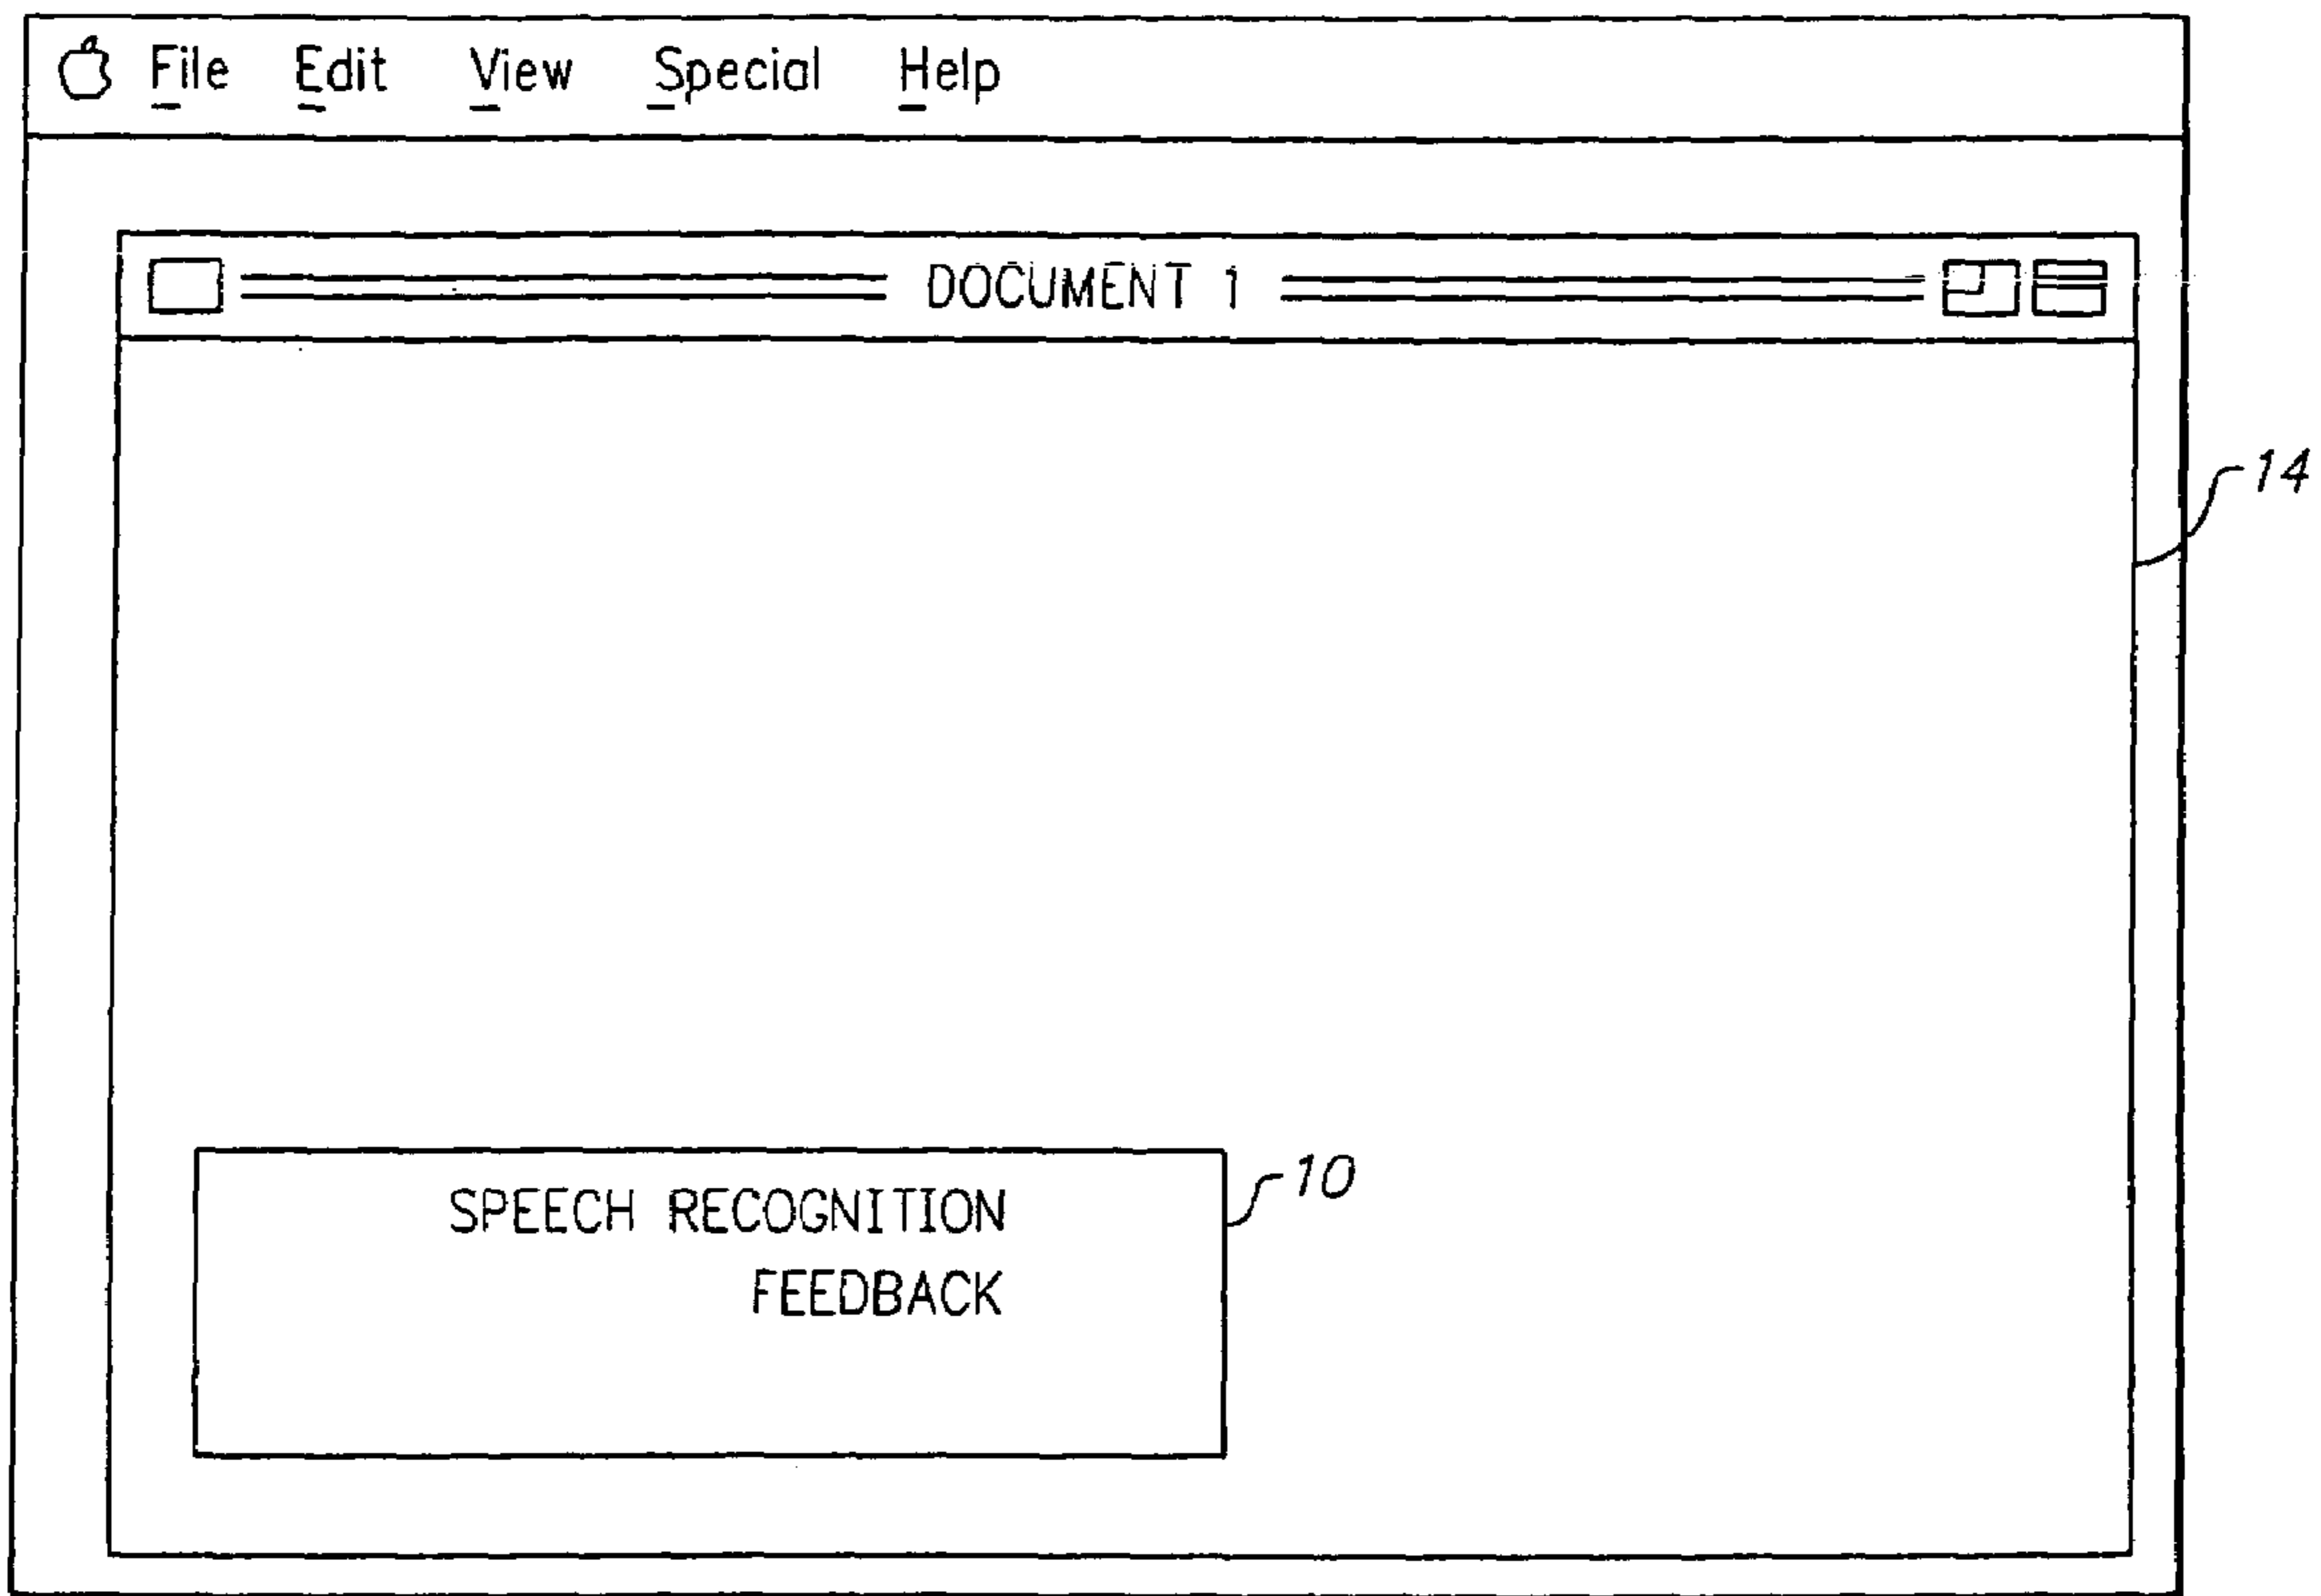 File Edit View Special Help
DOCUMENT 1
14
SPEECH RECOGNITION
FEEDBACK
10